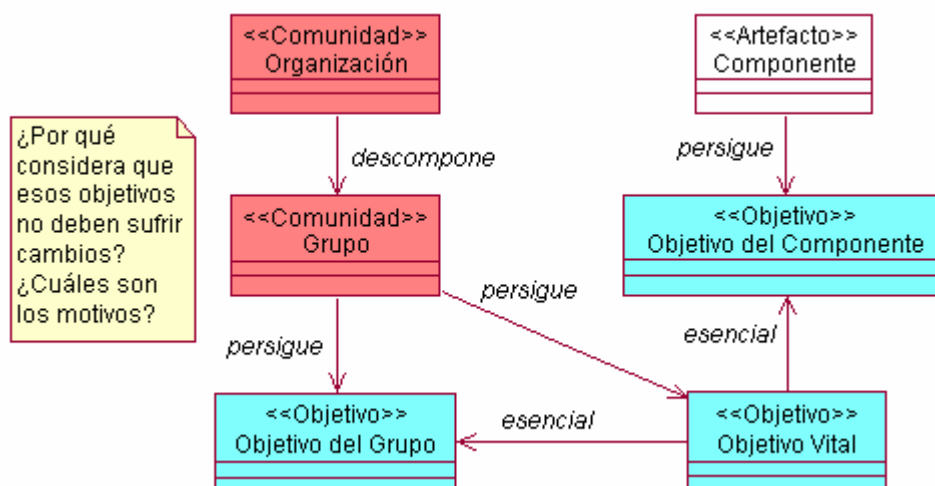 <<Comunidad>>
Organización
<<Artefacto>>
Componente
¿Por qué
considera que
esos objetivos
no deben sufrir
cambios?
¿Cuáles son
los motivos?
descompone
persigue
<<Comunidad>>
Grupo
<<Objetivo>>
Objetivo del Componente
persigue
persigue
esencial
<<Objetivo>>
Objetivo del Grupo
esencial
<<Objetivo>>
Objetivo Vital